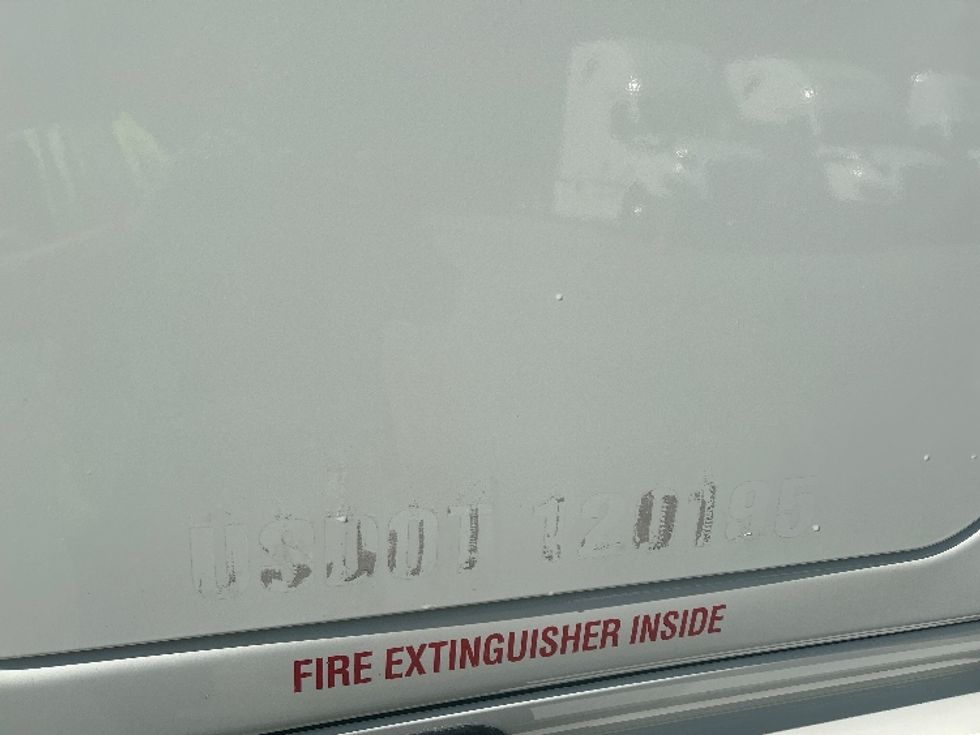 USDOT 120195
FIRE EXTINGUISHER INSIDE